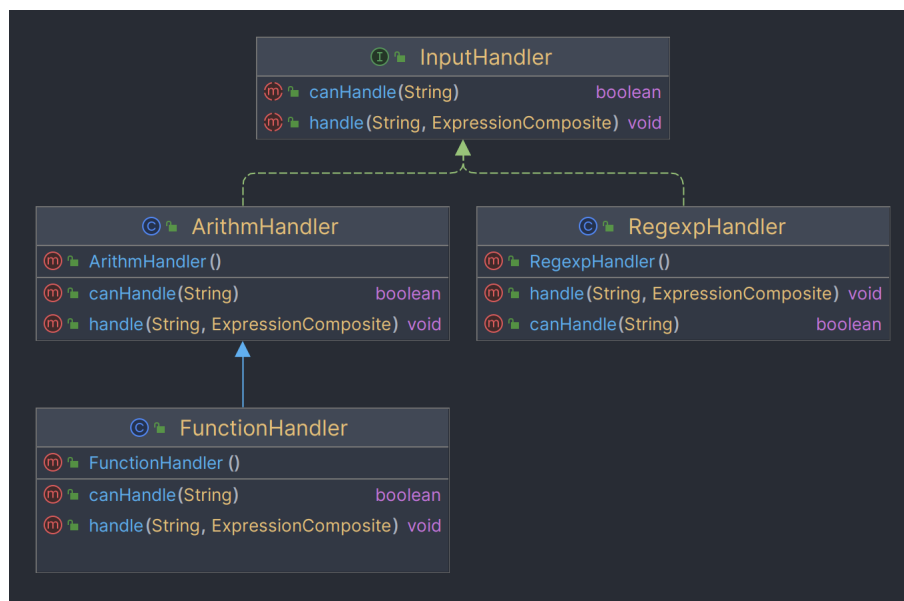 InputHandler
canHandle(String) boolean
handle(String, ExpressionComposite) void
ArithmHandler
ArithmHandler()
canHandle(String) boolean
handle(String, ExpressionComposite) void
RegexpHandler
RegexpHandler()
handle(String, ExpressionComposite) void
canHandle(String) boolean
FunctionHandler
FunctionHandler()
canHandle(String) boolean
handle(String, ExpressionComposite) void